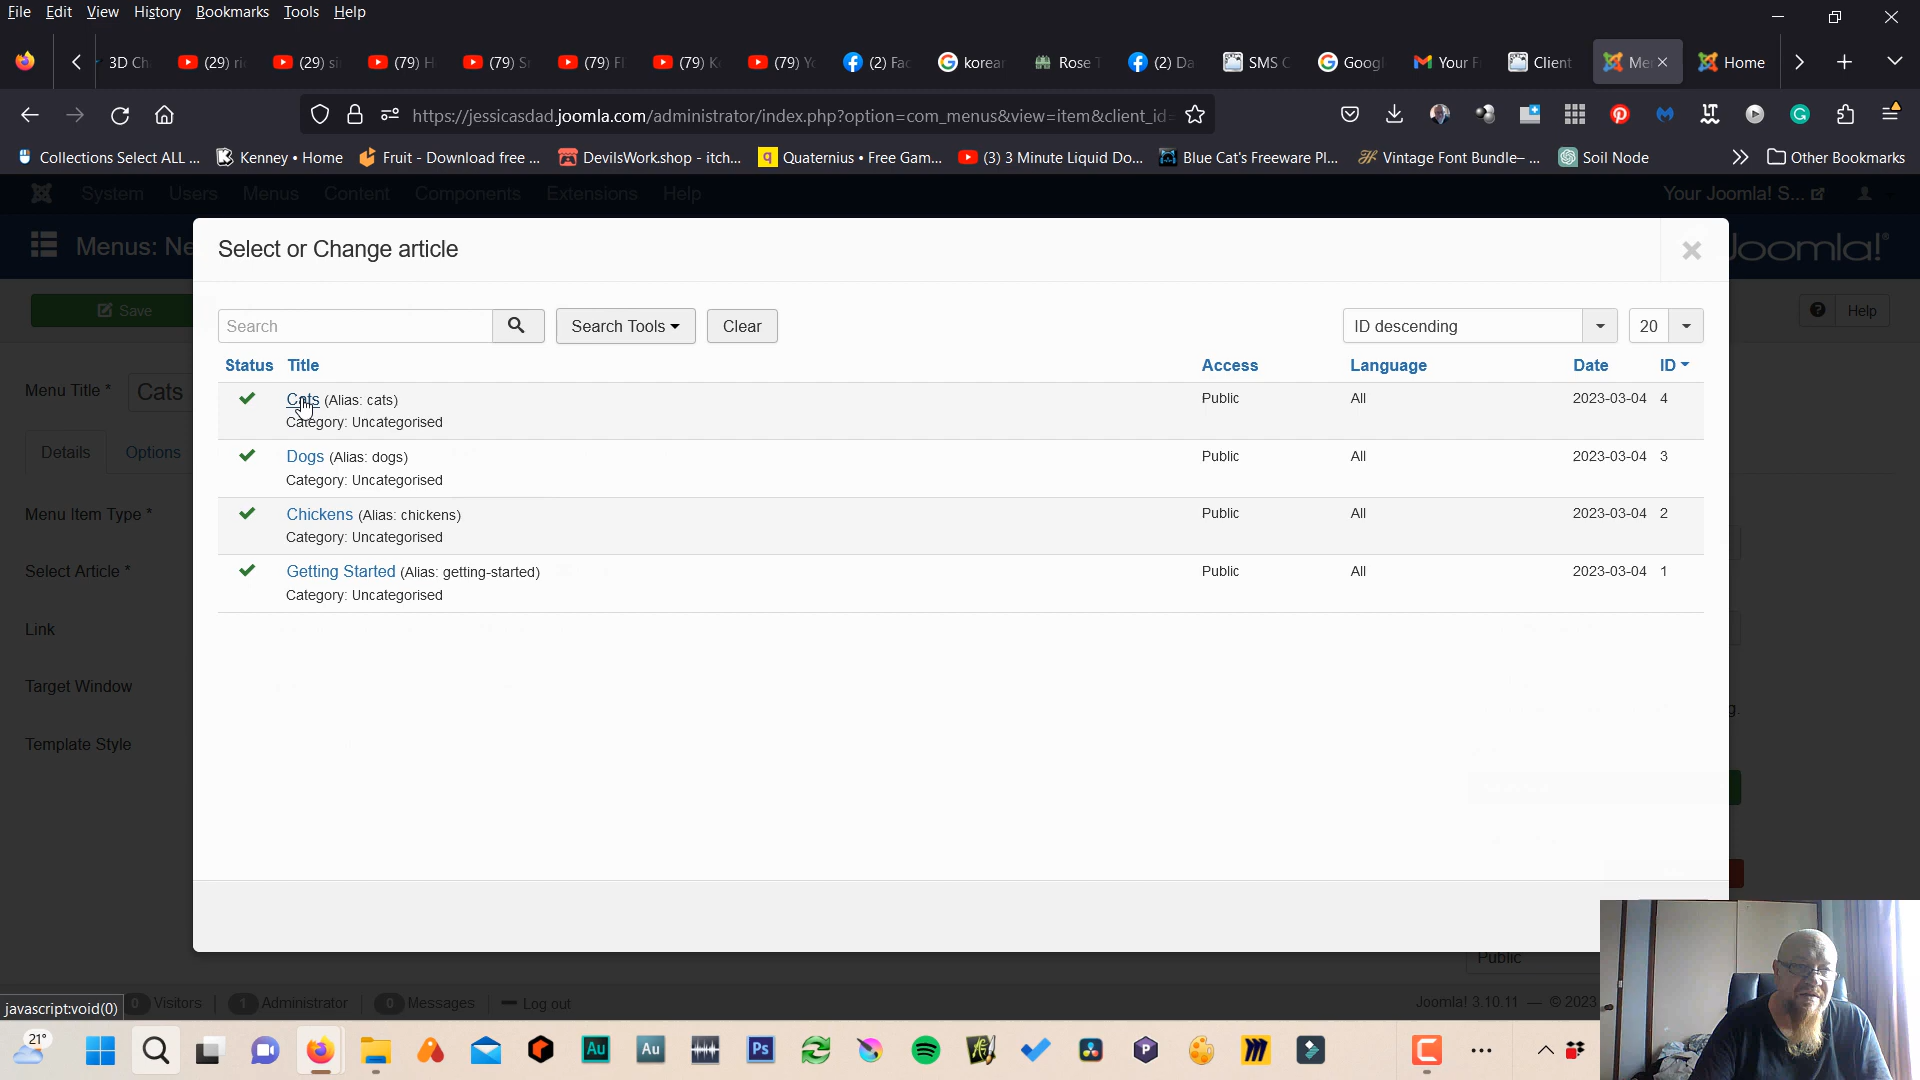 File Edit View History Bookmarks Tools Help
3D Ch (29) ri (29) si (79) H (79) S (79) Fl (79) K (79) Yo (2) Fac korea Rose T (2) Da SMS C Googl Your F Client Me Home
https://jessicasdad.joomla.com/administrator/index.php?option=com_menus&view=item&client_id=
Collections Select ALL ... Kenney • Home Fruit - Download free ... DevilsWork.shop - itch... Quaternius • Free Gam... (3) 3 Minute Liquid Do... Blue Cat's Freeware Pl... Vintage Font Bundle– ... Soil Node Other Bookmarks
System Users Menus Content Components Extensions Help Your Joomla! S...
Menus: Ne Joomla!
Select or Change article
Save Help
Search Search Tools Clear ID descending 20
Status Title Access Language Date ID
Menu Title * Cats
Cats (Alias: cats) Public All 2023-03-04 4
Category: Uncategorised
Details Options
Dogs (Alias: dogs) Public All 2023-03-04 3
Category: Uncategorised
Menu Item Type *
Chickens (Alias: chickens) Public All 2023-03-04 2
Category: Uncategorised
Select Article *
Getting Started (Alias: getting-started) Public All 2023-03-04 1
Category: Uncategorised
Link
Target Window
Template Style
Public
javascript:void(0) 0 Visitors 1 Administrator 0 Messages Log out Joomla! 3.10.11 — © 2023
21°
Au Au Ps